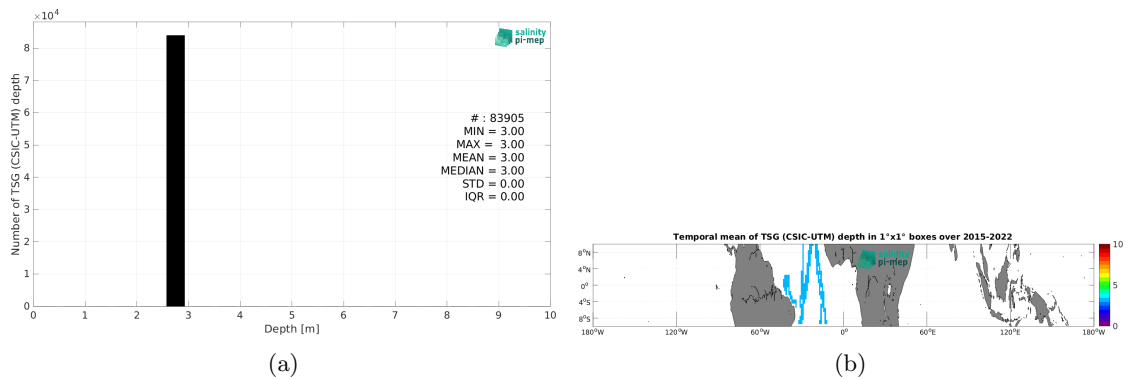 ×10⁴
8
7
6
5
4
3
2
1
0
Number of TSG (CSIC-UTM) depth
salinity
pi-mep
# : 83905
MIN = 3.00
MAX = 3.00
MEAN = 3.00
MEDIAN = 3.00
STD = 0.00
IQR = 0.00
0 1 2 3 4 5 6 7 8 9 10
Depth [m]
(a)
Temporal mean of TSG (CSIC-UTM) depth in 1°x1° boxes over 2015-2022
8°N
4°N
0°
4°S
8°S
salinity
pi-mep
180°W 120°W 60°W 0° 60°E 120°E 180°W
10
5
0
(b)